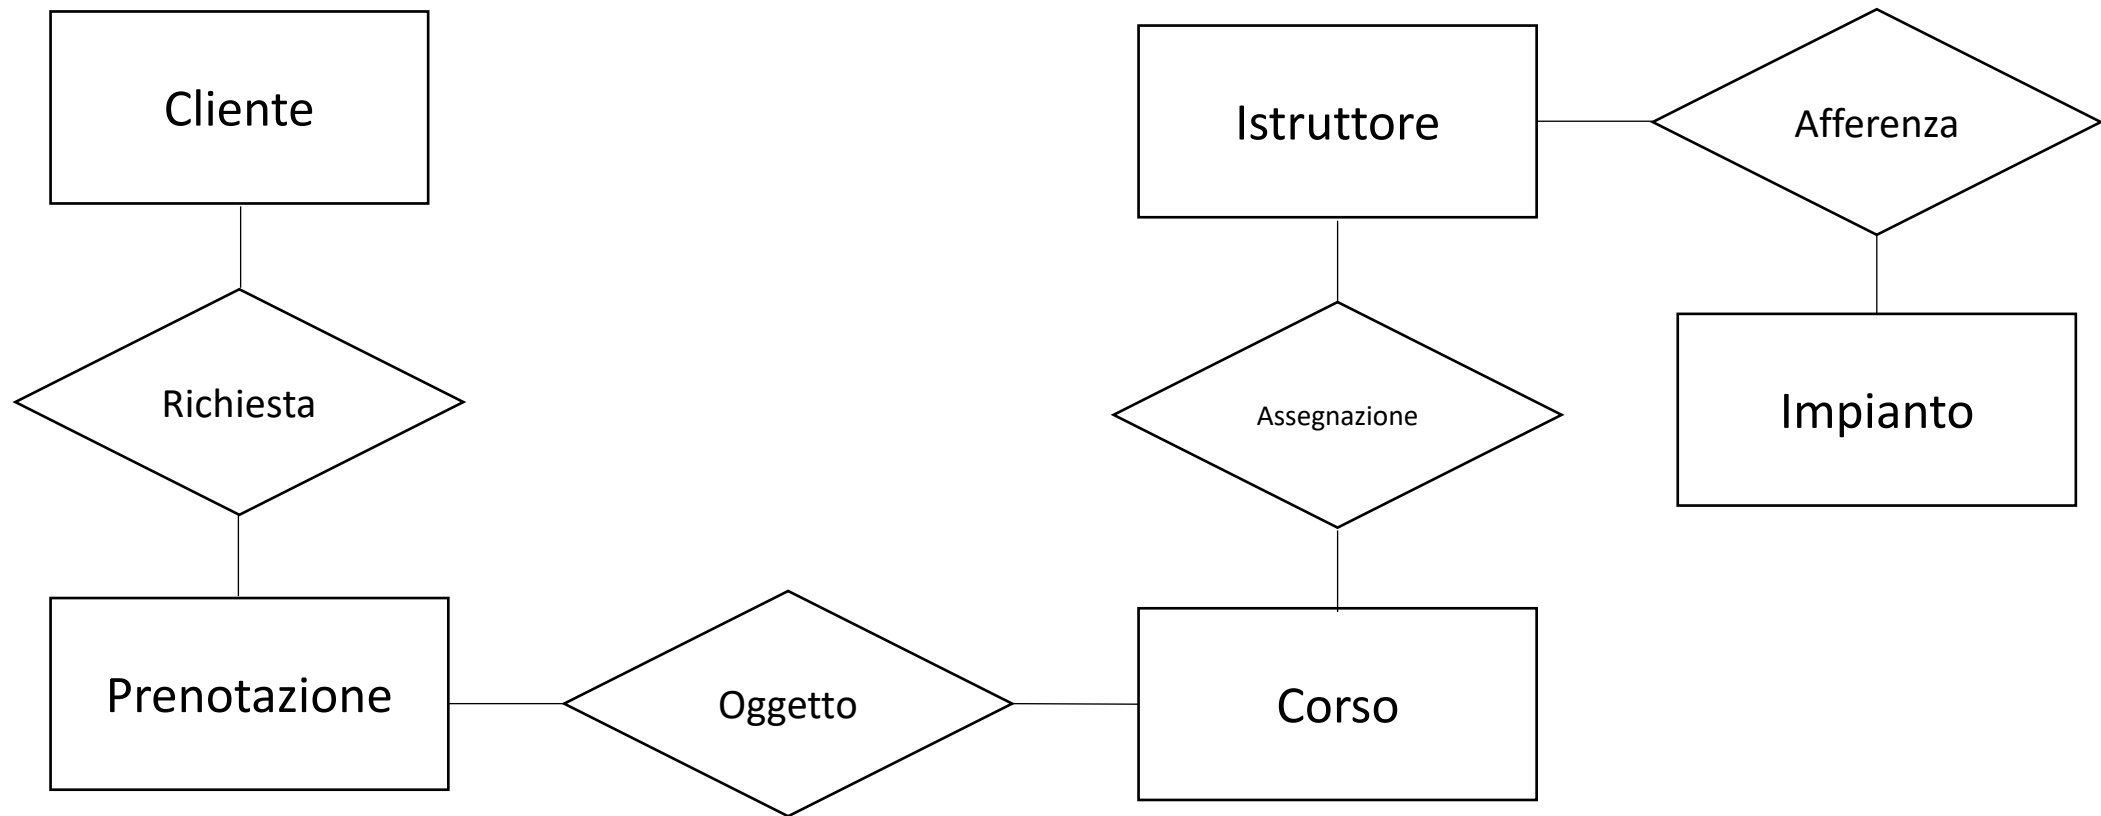 Cliente
Istruttore
Afferenza
Richiesta
Assegnazione
Impianto
Prenotazione
Oggetto
Corso